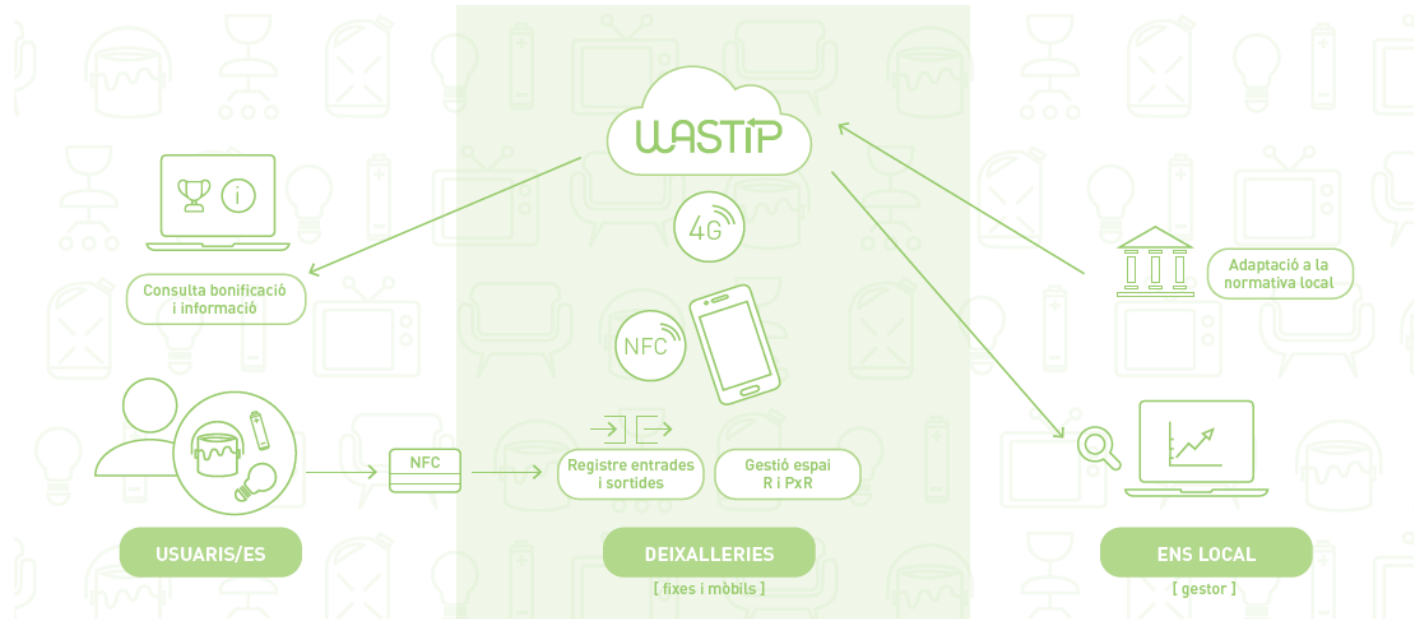 WASTIP
4G
i
Consulta bonificació
i informació
Adaptació a la
normativa local
NFC
NFC
Registre entrades
i sortides
Gestió espai
R i PxR
USUARIS/ES
DEIXALLERIES
[ fixes i mòbils ]
ENS LOCAL
[ gestor ]